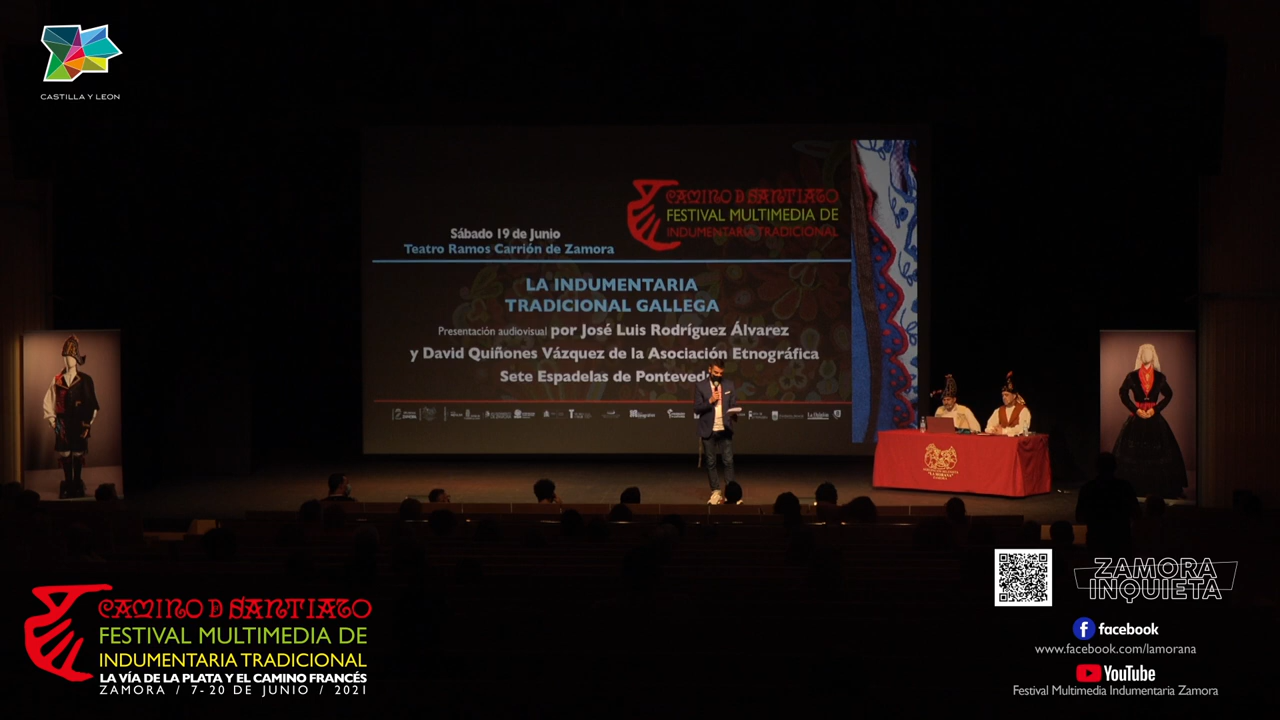 CASTILLA Y LEON
CAMINO D SANTIAGO
FESTIVAL MULTIMEDIA DE
INDUMENTARIA TRADICIONAL
Sábado 19 de Junio
Teatro Ramos Carrión de Zamora
LA INDUMENTARIA
TRADICIONAL GALLEGA
Presentación audiovisual por José Luis Rodríguez Álvarez
y David Quiñones Vázquez de la Asociación Etnográfica
Sete Espadelas de Ponteved
CAMINO D SANTIAGO
FESTIVAL MULTIMEDIA DE
INDUMENTARIA TRADICIONAL
LA VÍA DE LA PLATA Y EL CAMINO FRANCÉS
ZAMORA / 7-20 DE JUNIO / 2021
ZAMORA
INQUIETA
facebook
www.facebook.com/lamorana
YouTube
Festival Multimedia Indumentaria Zamora